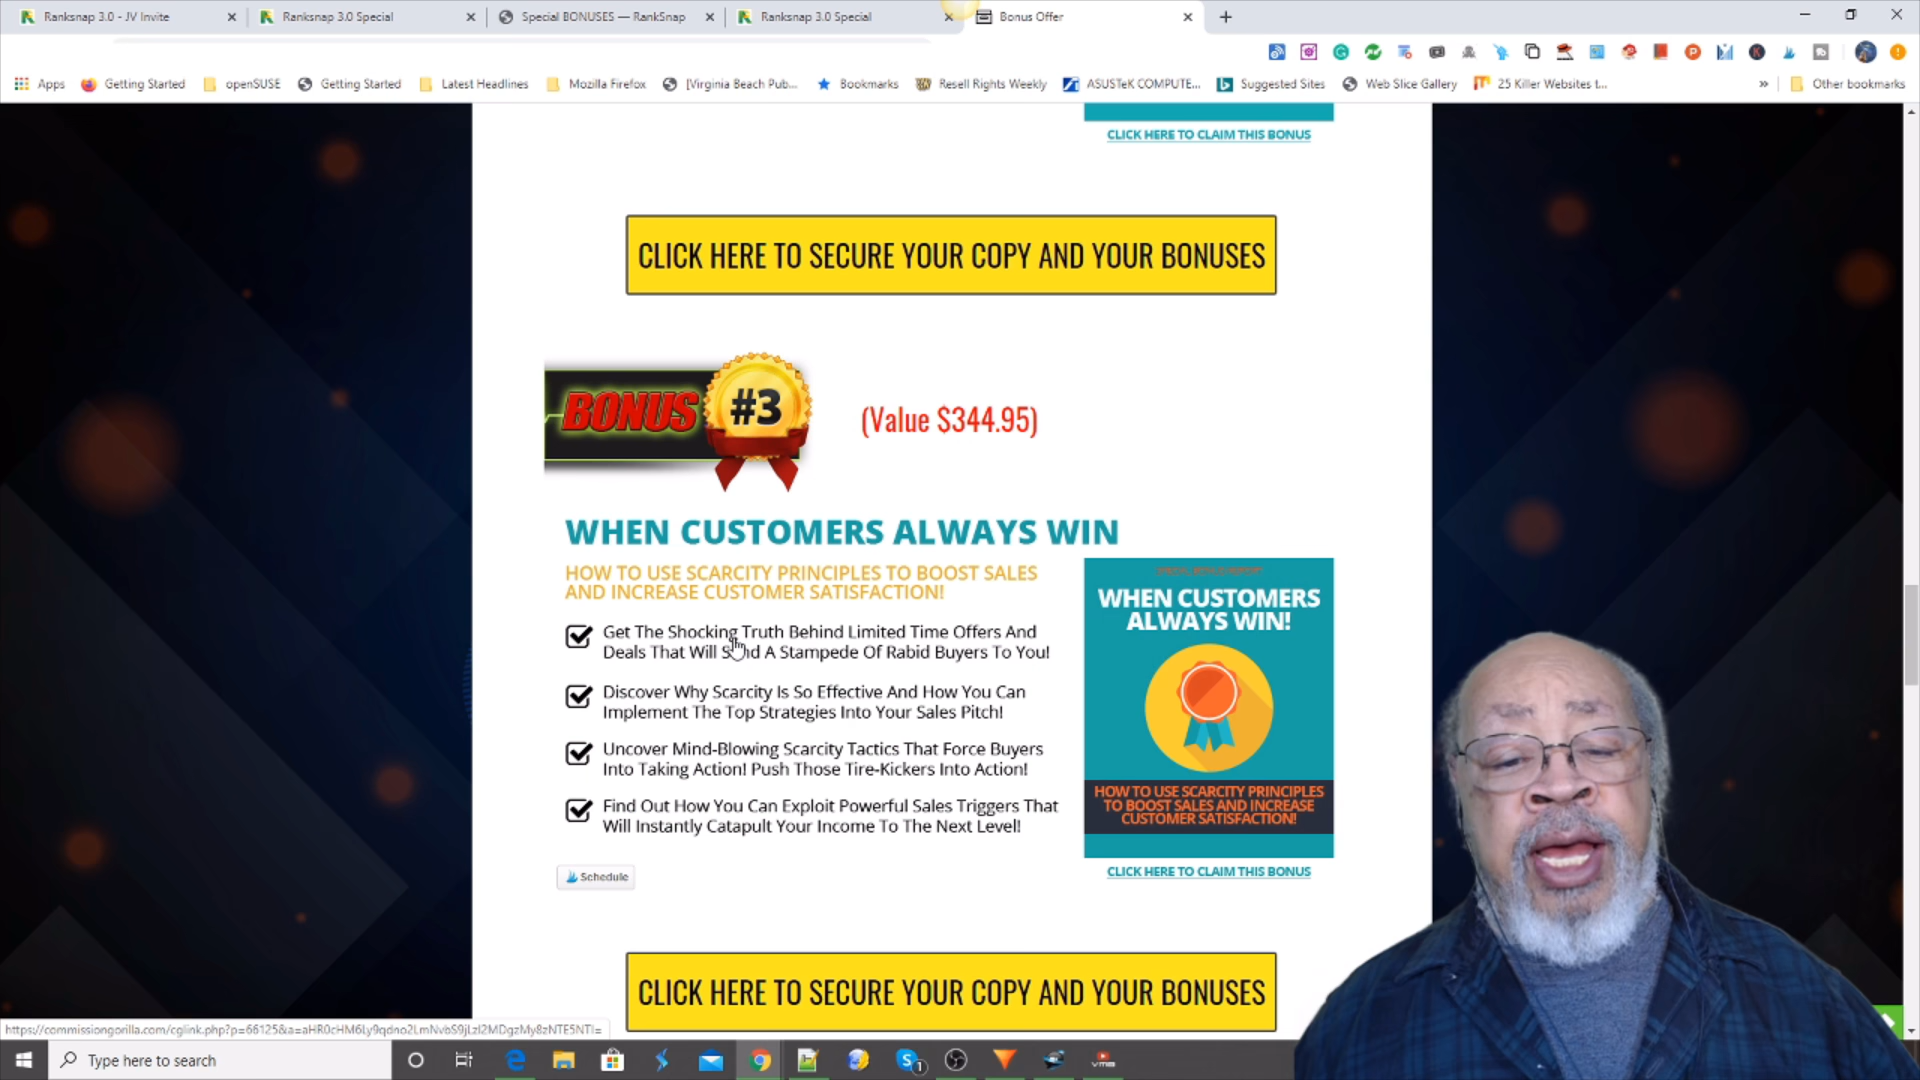 Ranksnap 3.0 - JV Invite
Ranksnap 3.0 Special
Special BONUSES — RankSnap
Ranksnap 3.0 Special
Bonus Offer
Apps
Getting Started
openSUSE
Getting Started
Latest Headlines
Mozilla Firefox
[Virginia Beach Pub...
Bookmarks
Resell Rights Weekly
ASUSTeK COMPUTE...
Suggested Sites
Web Slice Gallery
25 Killer Websites t...
»
Other bookmarks
CLICK HERE TO CLAIM THIS BONUS
CLICK HERE TO SECURE YOUR COPY AND YOUR BONUSES
BONUS #3
(Value $344.95)
WHEN CUSTOMERS ALWAYS WIN
HOW TO USE SCARCITY PRINCIPLES TO BOOST SALES
AND INCREASE CUSTOMER SATISFACTION!
Get The Shocking Truth Behind Limited Time Offers And
Deals That Will Send A Stampede Of Rabid Buyers To You!
Discover Why Scarcity Is So Effective And How You Can
Implement The Top Strategies Into Your Sales Pitch!
Uncover Mind-Blowing Scarcity Tactics That Force Buyers
Into Taking Action! Push Those Tire-Kickers Into Action!
Find Out How You Can Exploit Powerful Sales Triggers That
Will Instantly Catapult Your Income To The Next Level!
WHEN CUSTOMERS
ALWAYS WIN!
HOW TO USE SCARCITY PRINCIPLES
TO BOOST SALES AND INCREASE
CUSTOMER SATISFACTION!
Schedule
CLICK HERE TO CLAIM THIS BONUS
CLICK HERE TO SECURE YOUR COPY AND YOUR BONUSES
Type here to search